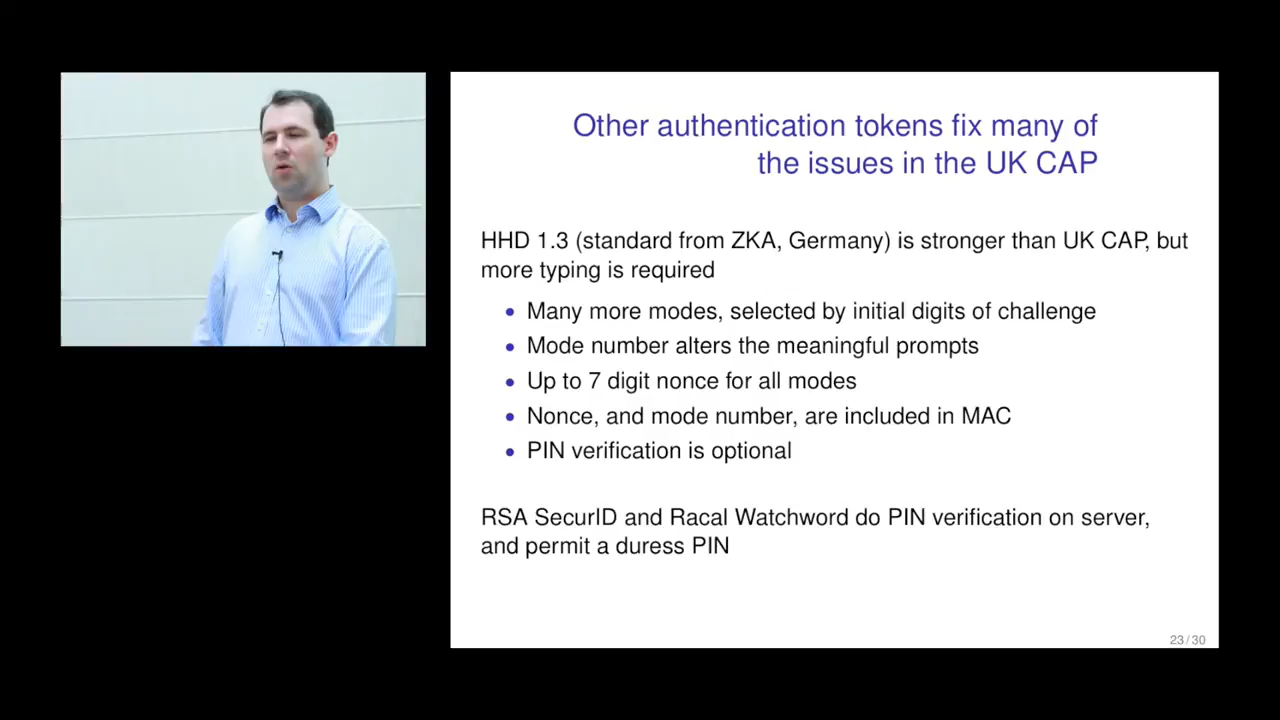 Other authentication tokens fix many of
the issues in the UK CAP
HHD 1.3 (standard from ZKA, Germany) is stronger than UK CAP, but
more typing is required
• Many more modes, selected by initial digits of challenge
• Mode number alters the meaningful prompts
• Up to 7 digit nonce for all modes
• Nonce, and mode number, are included in MAC
• PIN verification is optional
RSA SecurID and Racal Watchword do PIN verification on server,
and permit a duress PIN
23 / 30